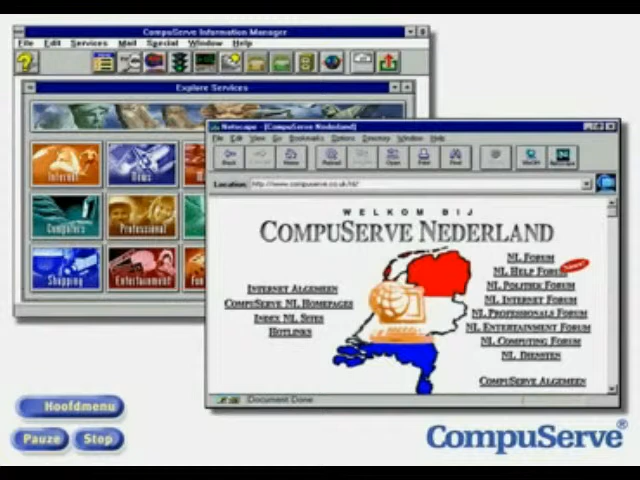 CompuServe Information Manager
File Edit Services Mail Special Window Help
Explore Services
Internet
News
Computers
Professional
Shopping
Entertainment
Fun
Netscape - [CompuServe Nederland]
File Edit View Go Bookmarks Options Directory Window Help
Back
Home
Reload
Open
Print
Find
Netscape
Location: http://www.compuserve.co.uk/nl/
WELKOM BIJ
COMPUSERVE NEDERLAND
INTERNET ALGEMEEN
COMPUSERVE NL HOMEPAGES
INDEX NL SITES
HOTLINKS
NL FORUM
NL HELP FORUM
NL POLITIEK FORUM
NL INTERNET FORUM
NL PROFESSIONALS FORUM
NL ENTERTAINMENT FORUM
NL COMPUTING FORUM
NL DIENSTEN
COMPUSERVE ALGEMEEN
Document Done
Hoofdmenu
Pauze
Stop
CompuServe®